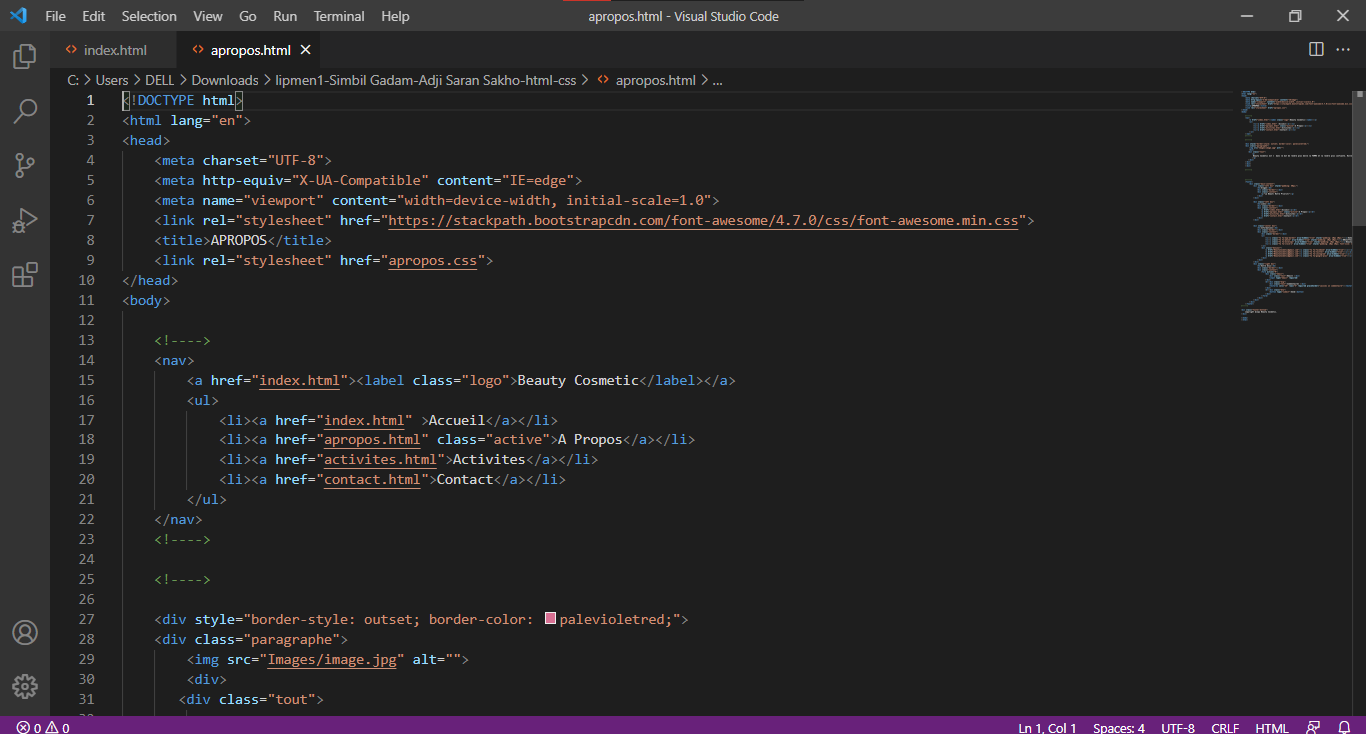 File Edit Selection View Go Run Terminal Help apropos.html - Visual Studio Code
index.html apropos.html
C: > Users > DELL > Downloads > lipmen1-Simbil Gadam-Adji Saran Sakho-html-css > apropos.html > ...
1 <!DOCTYPE html>
2 <html lang="en">
3 <head>
4 <meta charset="UTF-8">
5 <meta http-equiv="X-UA-Compatible" content="IE=edge">
6 <meta name="viewport" content="width=device-width, initial-scale=1.0">
7 <link rel="stylesheet" href="https://stackpath.bootstrapcdn.com/font-awesome/4.7.0/css/font-awesome.min.css">
8 <title>APROPOS</title>
9 <link rel="stylesheet" href="apropos.css">
10 </head>
11 <body>
12
13 <!---->
14 <nav>
15 <a href="index.html"><label class="logo">Beauty Cosmetic</label></a>
16 <ul>
17 <li><a href="index.html" >Accueil</a></li>
18 <li><a href="apropos.html" class="active">A Propos</a></li>
19 <li><a href="activites.html">Activites</a></li>
20 <li><a href="contact.html">Contact</a></li>
21 </ul>
22 </nav>
23 <!---->
24
25 <!---->
26
27 <div style="border-style: outset; border-color: palevioletred;">
28 <div class="paragraphe">
29 <img src="Images/image.jpg" alt="">
30 <div>
31 <div class="tout">
0 0 Ln 1, Col 1 Spaces: 4 UTF-8 CRLF HTML